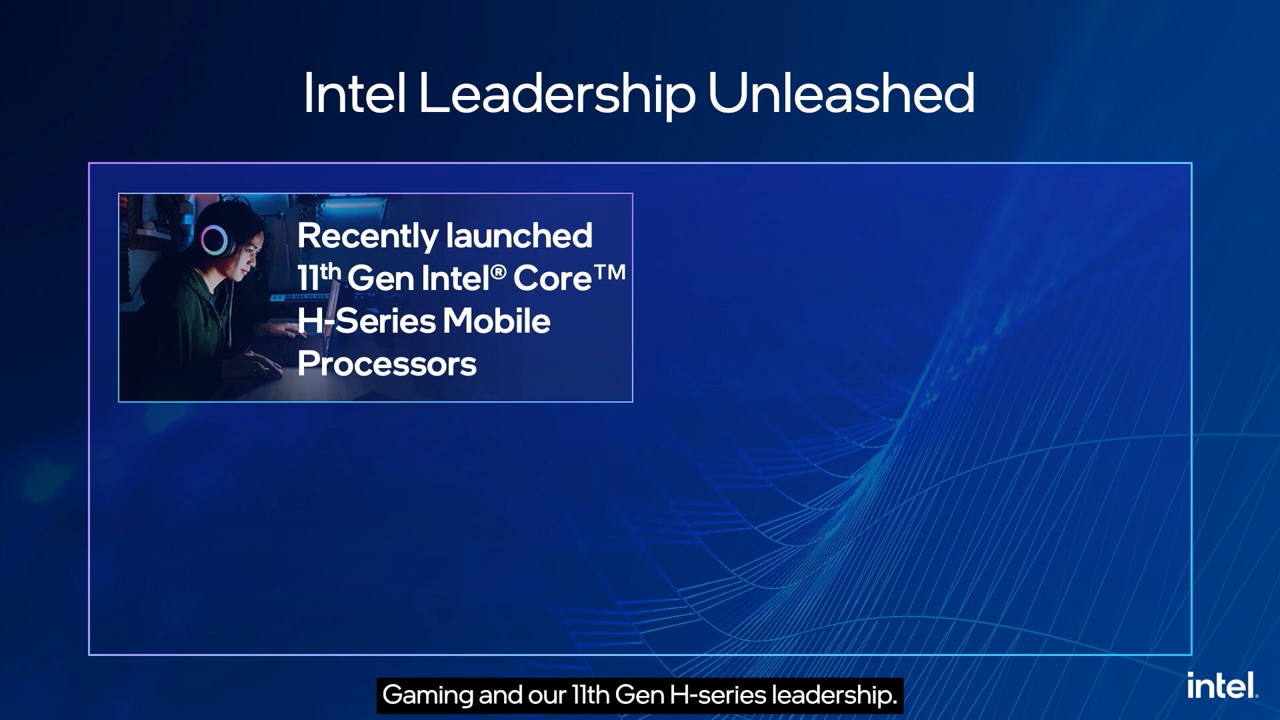 Intel Leadership Unleashed
Recently launched
11th Gen Intel® Core™
H-Series Mobile
Processors
Gaming and our 11th Gen H-series leadership.
intel.